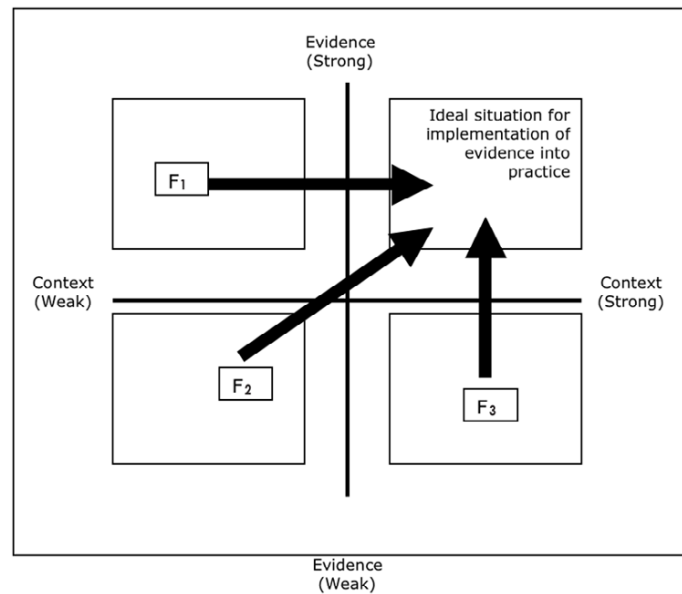 Evidence
(Strong)
Ideal situation for
implementation of
evidence into
practice
F₁
Context
(Weak)
Context
(Strong)
F₂
F₃
Evidence
(Weak)